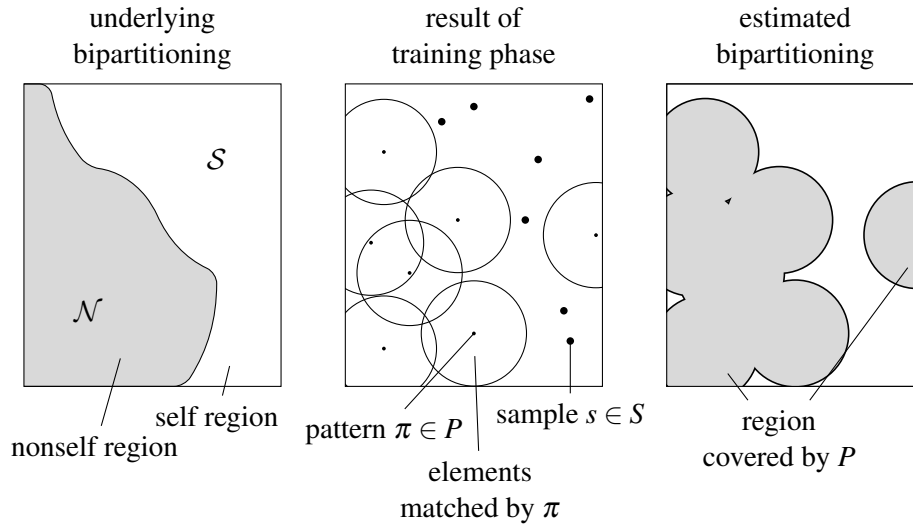 underlying
bipartitioning
result of
training phase
estimated
bipartitioning
𝒮
𝒩
self region
nonself region
sample s ∈ S
pattern π ∈ P
elements
matched by π
region
covered by P